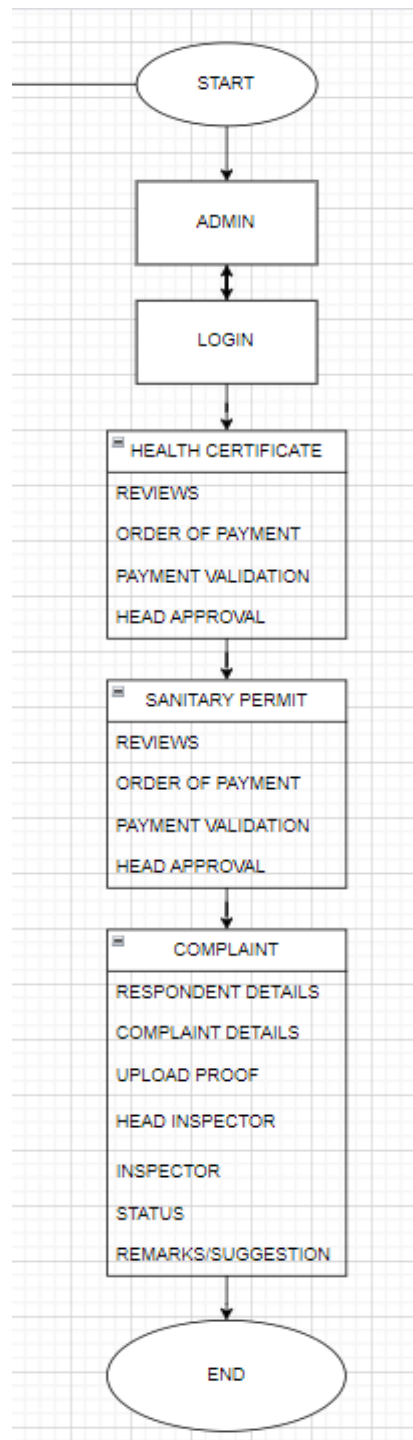 START
ADMIN
LOGIN
HEALTH CERTIFICATE
REVIEWS
ORDER OF PAYMENT
PAYMENT VALIDATION
HEAD APPROVAL
SANITARY PERMIT
REVIEWS
ORDER OF PAYMENT
PAYMENT VALIDATION
HEAD APPROVAL
COMPLAINT
RESPONDENT DETAILS
COMPLAINT DETAILS
UPLOAD PROOF
HEAD INSPECTOR
INSPECTOR
STATUS
REMARKS/SUGGESTION
END